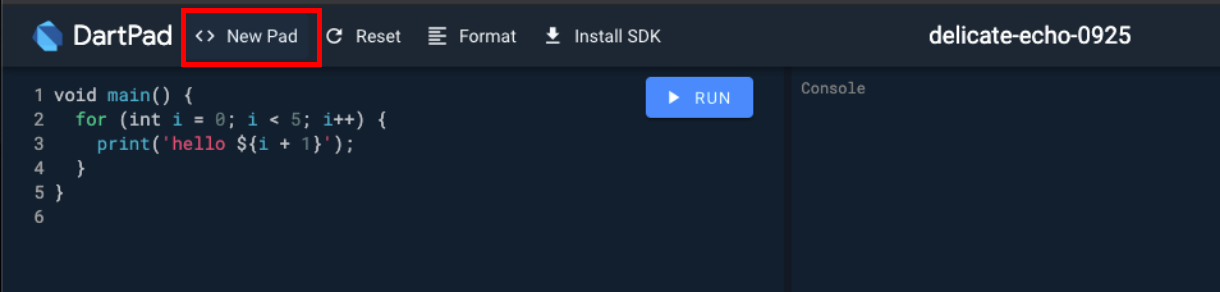 DartPad <> New Pad Reset Format Install SDK delicate-echo-0925
1 void main() {
2   for (int i = 0; i < 5; i++) {
3     print('hello ${i + 1}');
4   }
5 }
6
RUN
Console